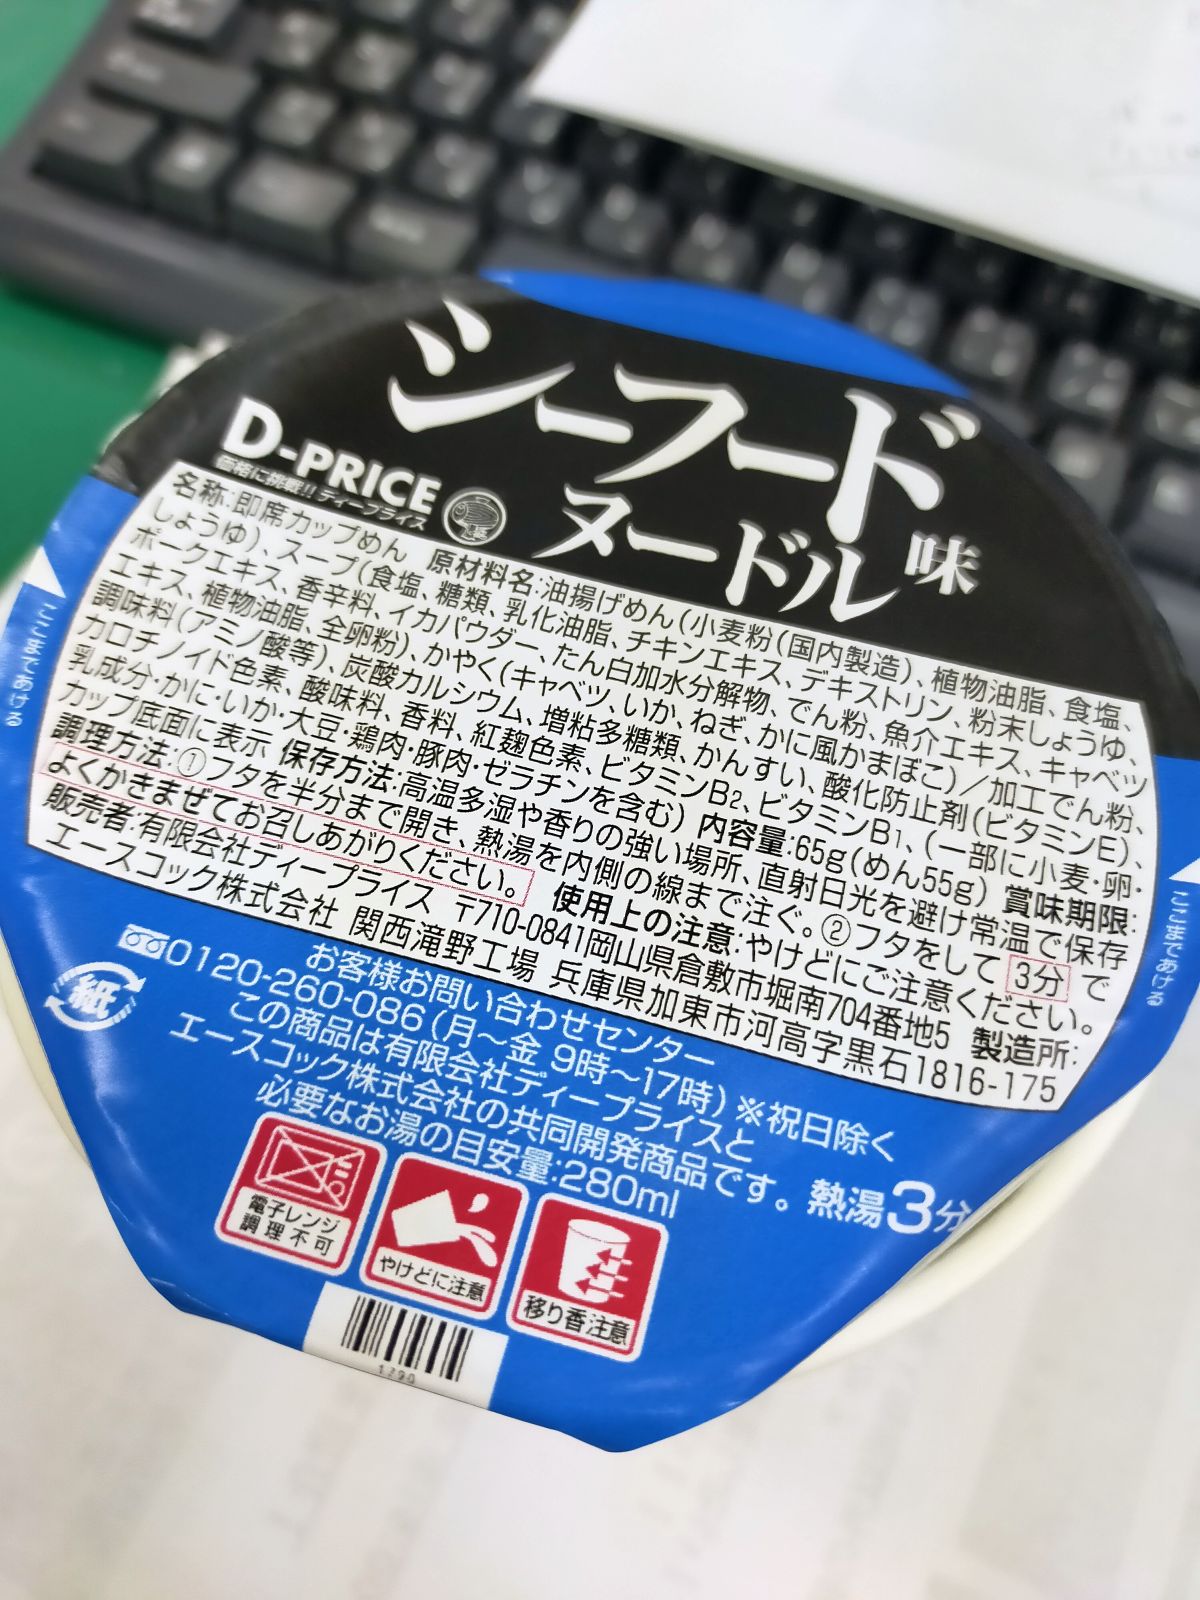 シーフード
ヌードル味
D-PRICE
価格に挑戦!! ディープライス
名称:即席カップめん 原材料名:油揚げめん(小麦粉(国内製造)、植物油脂、食塩、
しょうゆ)、スープ(食塩、糖類、乳化油脂、チキンエキス、デキストリン、粉末しょうゆ、
ポークエキス、香辛料、イカパウダー、たん白加水分解物、でん粉、魚介エキス、キャベツ
エキス、植物油脂、全卵粉)、かやく(キャベツ、いか、ねぎ、かに風かまぼこ)/加工でん粉、
調味料(アミノ酸等)、炭酸カルシウム、増粘多糖類、かんすい、酸化防止剤(ビタミンE)、
カロチノイド色素、酸味料、香料、紅麹色素、ビタミンB2、ビタミンB1、(一部に小麦・卵・
乳成分・かに・いか・大豆・鶏肉・豚肉・ゼラチンを含む) 内容量:65g(めん55g) 賞味期限:
カップ底面に表示 保存方法:高温多湿や香りの強い場所、直射日光を避け常温で保存
調理方法:①フタを半分まで開き、熱湯を内側の線まで注ぐ。②フタをして 3分 で
よくかきまぜてお召しあがりください。 使用上の注意:やけどにご注意ください。
販売者:有限会社ディープライス 〒710-0841岡山県倉敷市堀南704番地5 製造所:
エースコック株式会社 関西滝野工場 兵庫県加東市河高字黒石1816-175
ここまであける
ここまであける
紙
お客様お問い合わせセンター
0120-260-086(月〜金 9時〜17時)※祝日除く
この商品は有限会社ディープライスと
エースコック株式会社の共同開発商品です。
必要なお湯の目安量:280ml
熱湯3分
電子レンジ
調理不可
やけどに注意
移り香注意